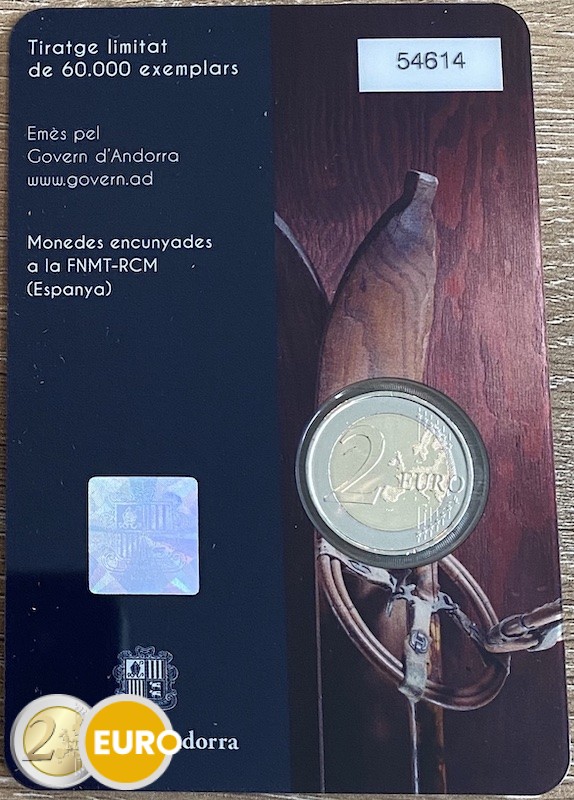 Tiratge limitat
de 60.000 exemplars
54614
Emès pel
Govern d'Andorra
www.govern.ad
Monedes encunyades
a la FNMT-RCM
(Espanya)
2 EURO
2
EURO
dorra